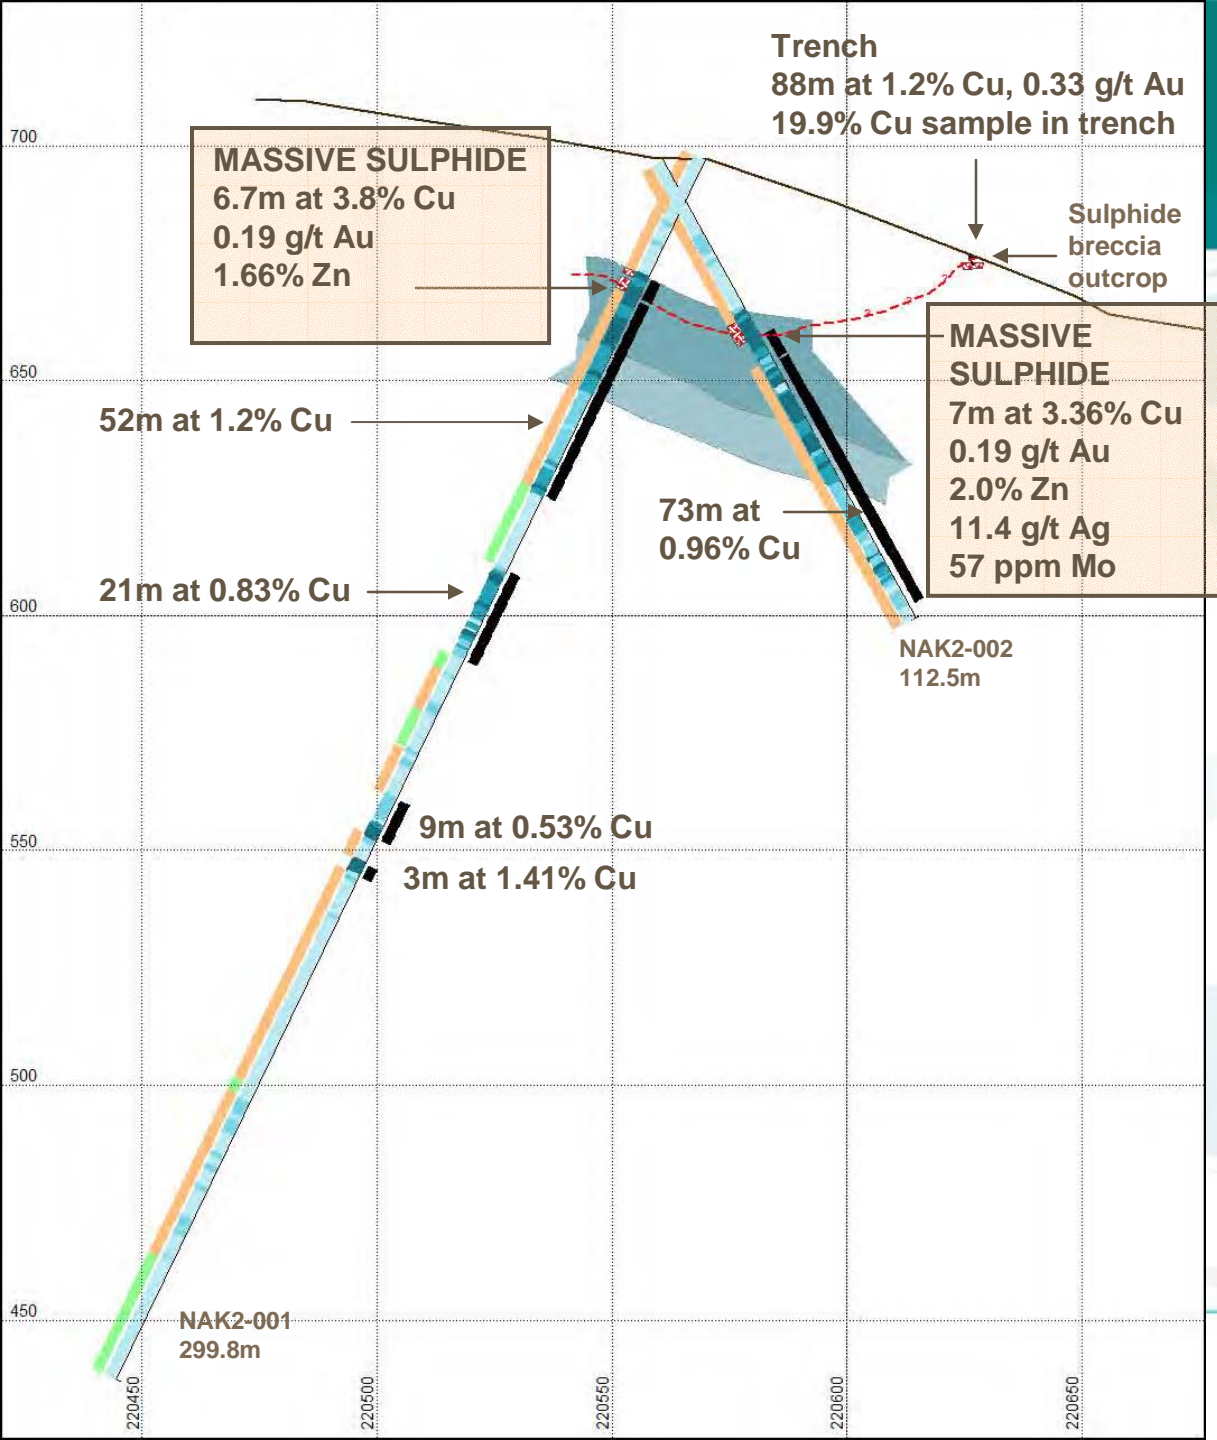 Trench
88m at 1.2% Cu, 0.33 g/t Au
19.9% Cu sample in trench
700
MASSIVE SULPHIDE
6.7m at 3.8% Cu
0.19 g/t Au
1.66% Zn
Sulphide
breccia
outcrop
MASSIVE
SULPHIDE
7m at 3.36% Cu
0.19 g/t Au
2.0% Zn
11.4 g/t Ag
57 ppm Mo
650
52m at 1.2% Cu
73m at
0.96% Cu
21m at 0.83% Cu
600
NAK2-002
112.5m
550
9m at 0.53% Cu
3m at 1.41% Cu
500
450
NAK2-001
299.8m
220450
220500
220550
220600
220650